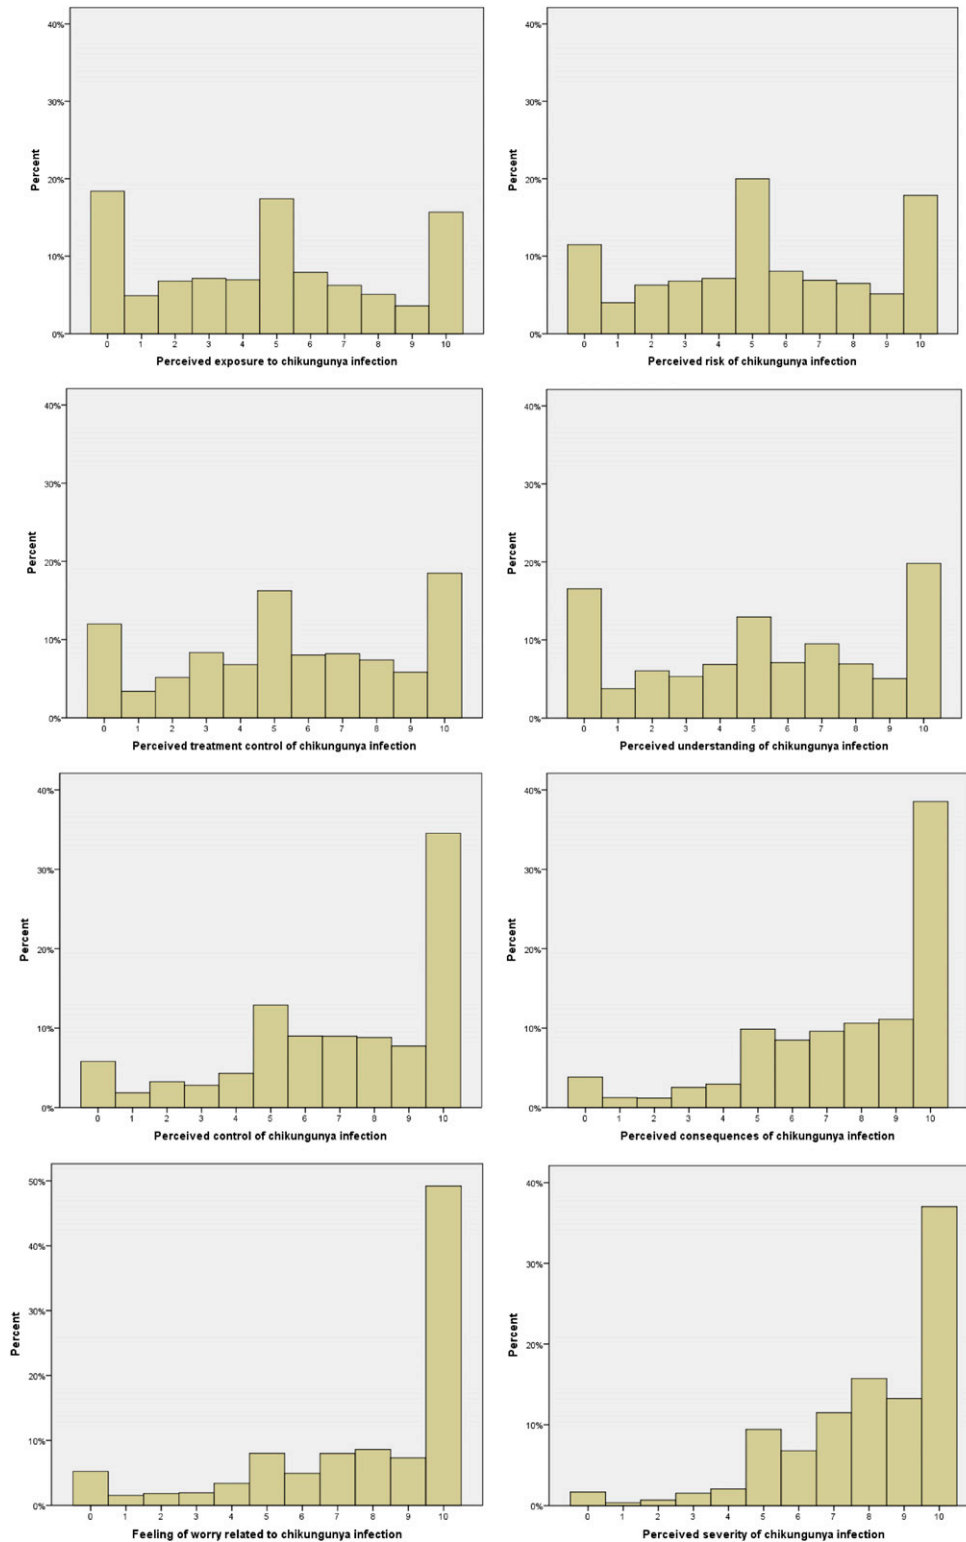 40%
30%
20%
10%
0%
Percent
0 1 2 3 4 5 6 7 8 9 10
Perceived exposure to chikungunya infection
40%
30%
20%
10%
0%
Percent
0 1 2 3 4 5 6 7 8 9 10
Perceived risk of chikungunya infection
40%
30%
20%
10%
0%
Percent
0 1 2 3 4 5 6 7 8 9 10
Perceived treatment control of chikungunya infection
40%
30%
20%
10%
0%
Percent
0 1 2 3 4 5 6 7 8 9 10
Perceived understanding of chikungunya infection
40%
30%
20%
10%
0%
Percent
0 1 2 3 4 5 6 7 8 9 10
Perceived control of chikungunya infection
40%
30%
20%
10%
0%
Percent
0 1 2 3 4 5 6 7 8 9 10
Perceived consequences of chikungunya infection
50%
40%
30%
20%
10%
0%
Percent
0 1 2 3 4 5 6 7 8 9 10
Feeling of worry related to chikungunya infection
40%
30%
20%
10%
0%
Percent
0 1 2 3 4 5 6 7 8 9 10
Perceived severity of chikungunya infection